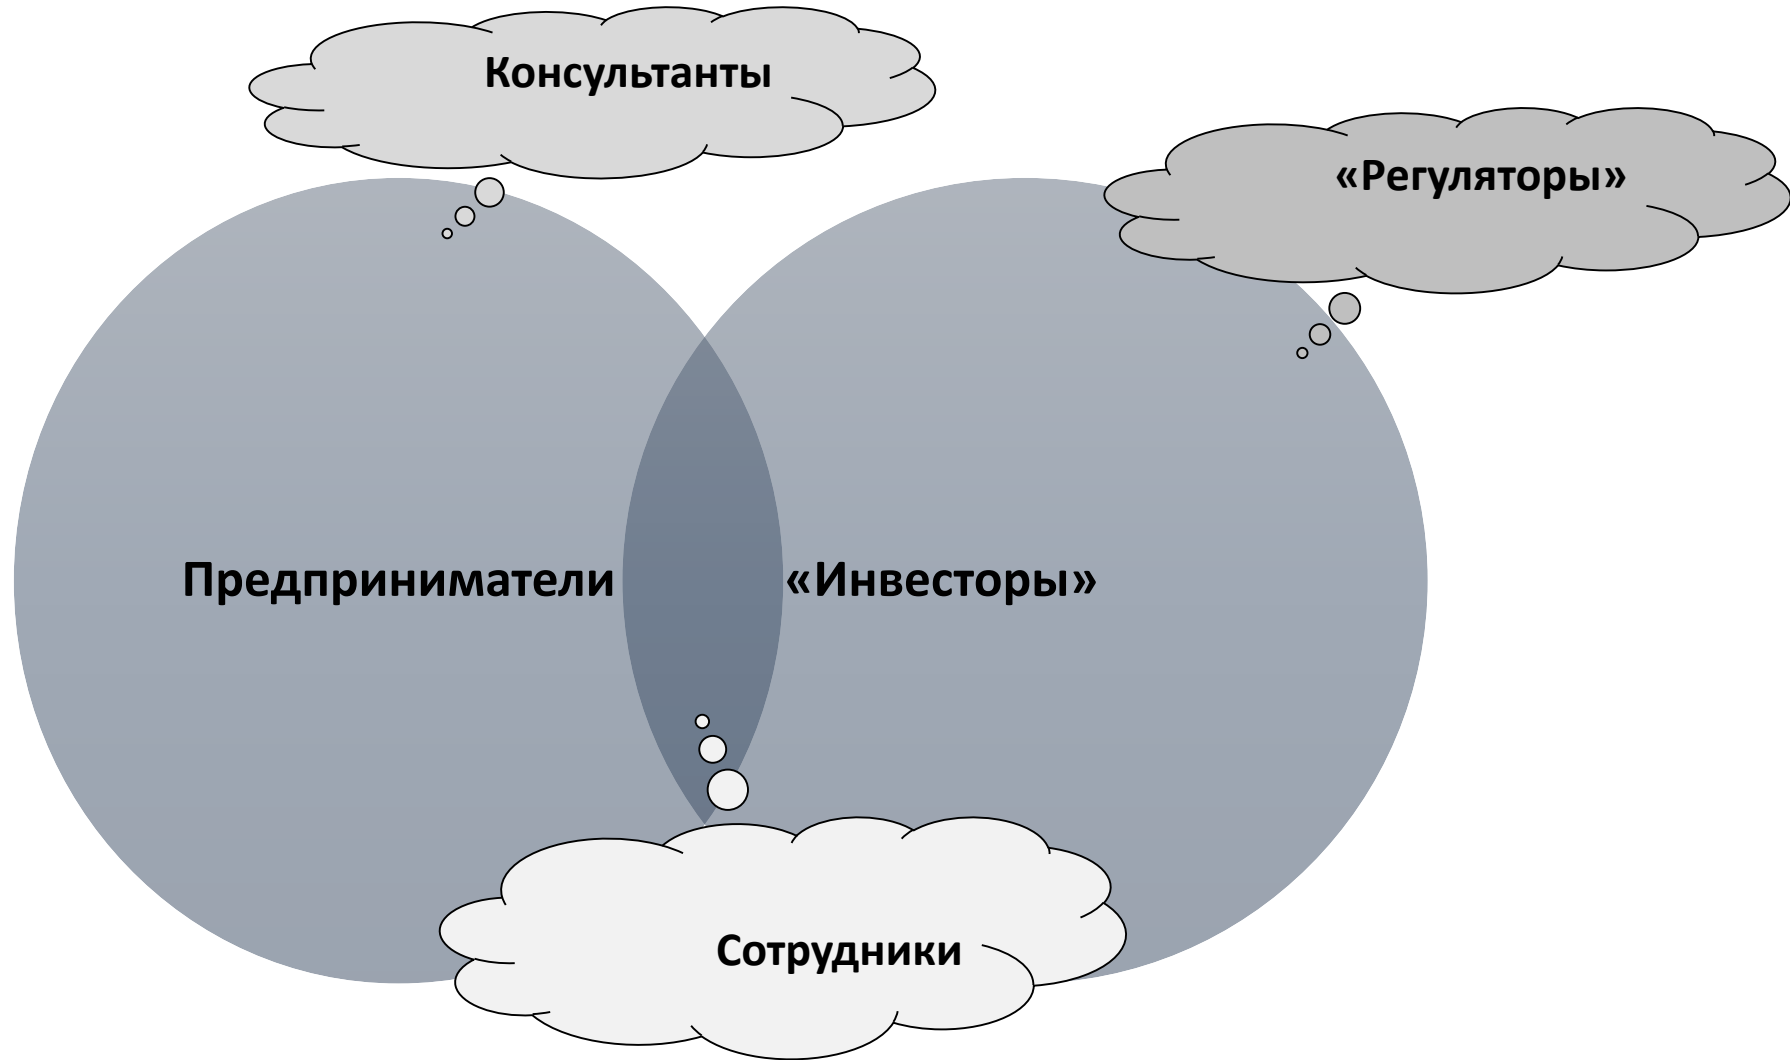 Консультанты
«Регуляторы»
Предприниматели
«Инвесторы»
Сотрудники